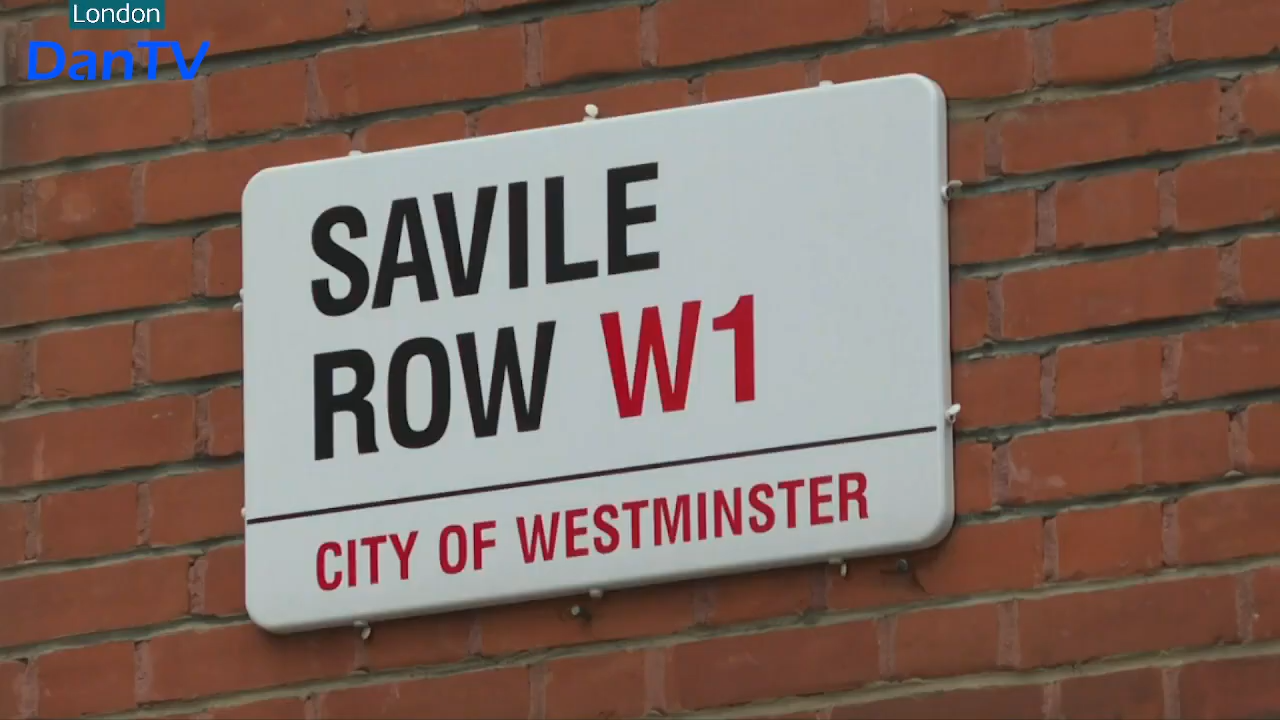 London
DanTV
SAVILE
ROW W1
CITY OF WESTMINSTER